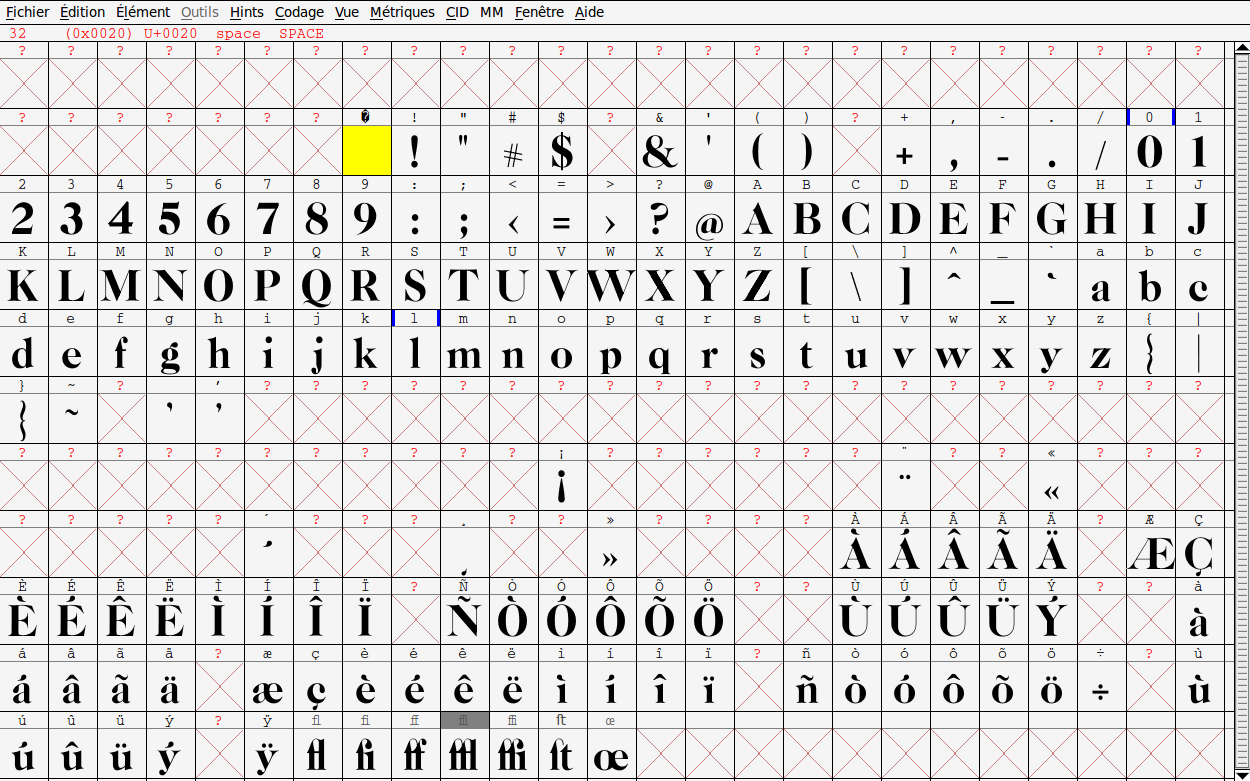 Fichier Édition Élément Outils Hints Codage Vue Métriques CID MM Fenêtre Aide
32 (0x0020) U+0020 space SPACE
? ? ? ? ? ? ? ? ? ? ? ? ? ? ? ? ? ? ? ? ? ? ? ? ?
? ? ? ? ? ? ? � ! " # $ ? & ' ( ) ? + , - . / 0 1
! " # $ & ' ( ) + , - . / 0 1
2 3 4 5 6 7 8 9 : ; < = > ? @ A B C D E F G H I J
2 3 4 5 6 7 8 9 : ; ‹ = › ? @ A B C D E F G H I J
K L M N O P Q R S T U V W X Y Z [ \ ] ^ _ ` a b c
K L M N O P Q R S T U V W X Y Z [ \ ] ^ _ ` a b c
d e f g h i j k l m n o p q r s t u v w x y z { |
d e f g h i j k l m n o p q r s t u v w x y z { |
} ~ ? ’ ? ? ? ? ? ? ? ? ? ? ? ? ? ? ? ? ? ? ? ?
} ~ ’ ’
? ? ? ? ? ? ? ? ? ? ? ¡ ? ? ? ? ? ? ¨ ? ? « ? ? ?
¡ ¨ «
? ? ? ? ? ´ ? ? ? ¸ ? ? » ? ? ? ? À Á Â Ã Ä ? Æ Ç
´ ¸ » À Á Â Ã Ä Æ Ç
È É Ê Ë Ì Í Î Ï ? Ñ Ò Ó Ô Õ Ö ? ? Ù Ú Û Ü Ý ? ? à
È É Ê Ë Ì Í Î Ï Ñ Ò Ó Ô Õ Ö Ù Ú Û Ü Ý à
á â ã ä ? æ ç è é ê ë ì í î ï ? ñ ò ó ô õ ö ÷ ? ù
á â ã ä æ ç è é ê ë ì í î ï ñ ò ó ô õ ö ÷ ù
ú û ü ý ? ÿ ﬂ ﬁ ﬀ ﬄ ﬃ ﬅ œ
ú û ü ý ÿ ﬂ ﬁ ﬀ ﬄ ﬃ ft œ